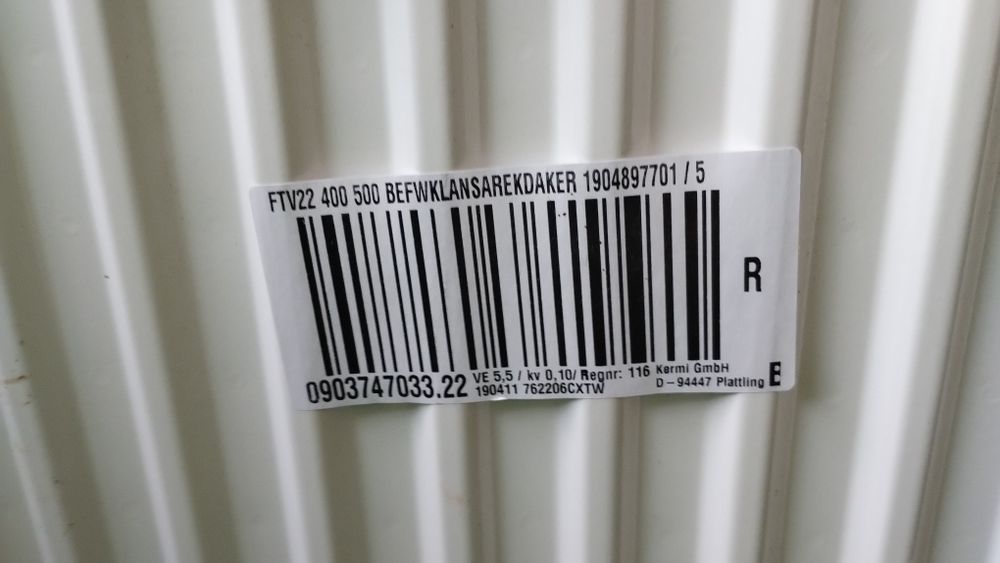 FTV22 400 500 BEFWKLANSAREKDAKER 1904897701 / 5
R
0903747033.22
VE 5,5 / kv 0,10/ Regnr: 116
190411 762206CXTW
Kermi GmbH
D-94447 Plattling
E